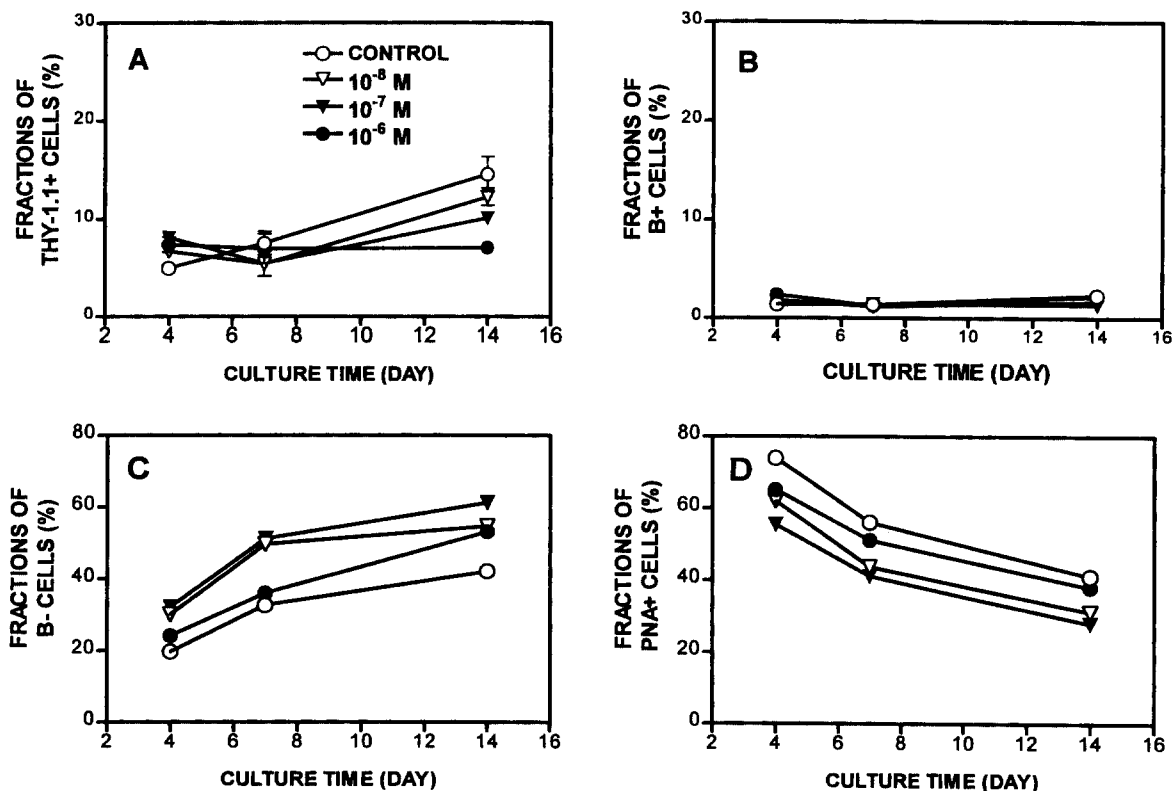 A
FRACTIONS OF
THY-1.1+ CELLS (%)
30
20
10
0
2 4 6 8 10 12 14 16
CULTURE TIME (DAY)
CONTROL
10⁻⁸ M
10⁻⁷ M
10⁻⁶ M
B
FRACTIONS OF
B+ CELLS (%)
30
20
10
0
2 4 6 8 10 12 14 16
CULTURE TIME (DAY)
C
FRACTIONS OF
B- CELLS (%)
80
60
40
20
0
2 4 6 8 10 12 14 16
CULTURE TIME (DAY)
D
FRACTIONS OF
PNA+ CELLS (%)
80
60
40
20
0
2 4 6 8 10 12 14 16
CULTURE TIME (DAY)